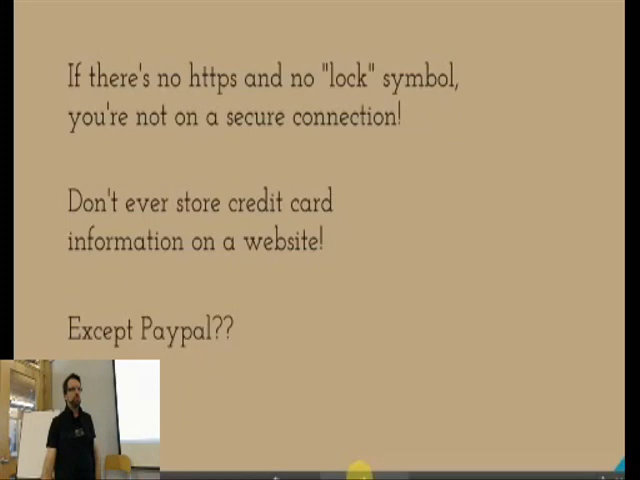 If there's no https and no "lock" symbol,
you're not on a secure connection!
Don't ever store credit card
information on a website!
Except Paypal??